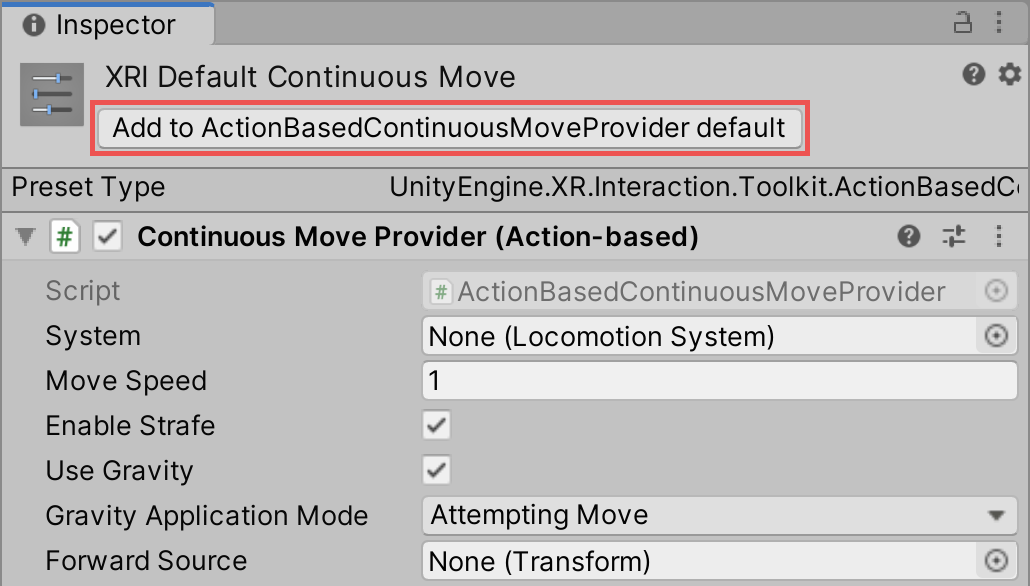 Inspector
XRI Default Continuous Move
Add to ActionBasedContinuousMoveProvider default
Preset Type UnityEngine.XR.Interaction.Toolkit.ActionBasedCo
# Continuous Move Provider (Action-based)
Script # ActionBasedContinuousMoveProvider
System None (Locomotion System)
Move Speed 1
Enable Strafe
Use Gravity
Gravity Application Mode Attempting Move
Forward Source None (Transform)